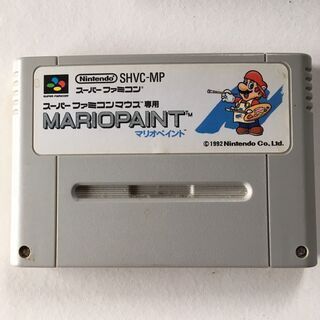 Nintendo SHVC-MP
スーパーファミコン
スーパーファミコンマウス専用
MARIOPAINT™
マリオペイント
©1992 Nintendo Co., Ltd.